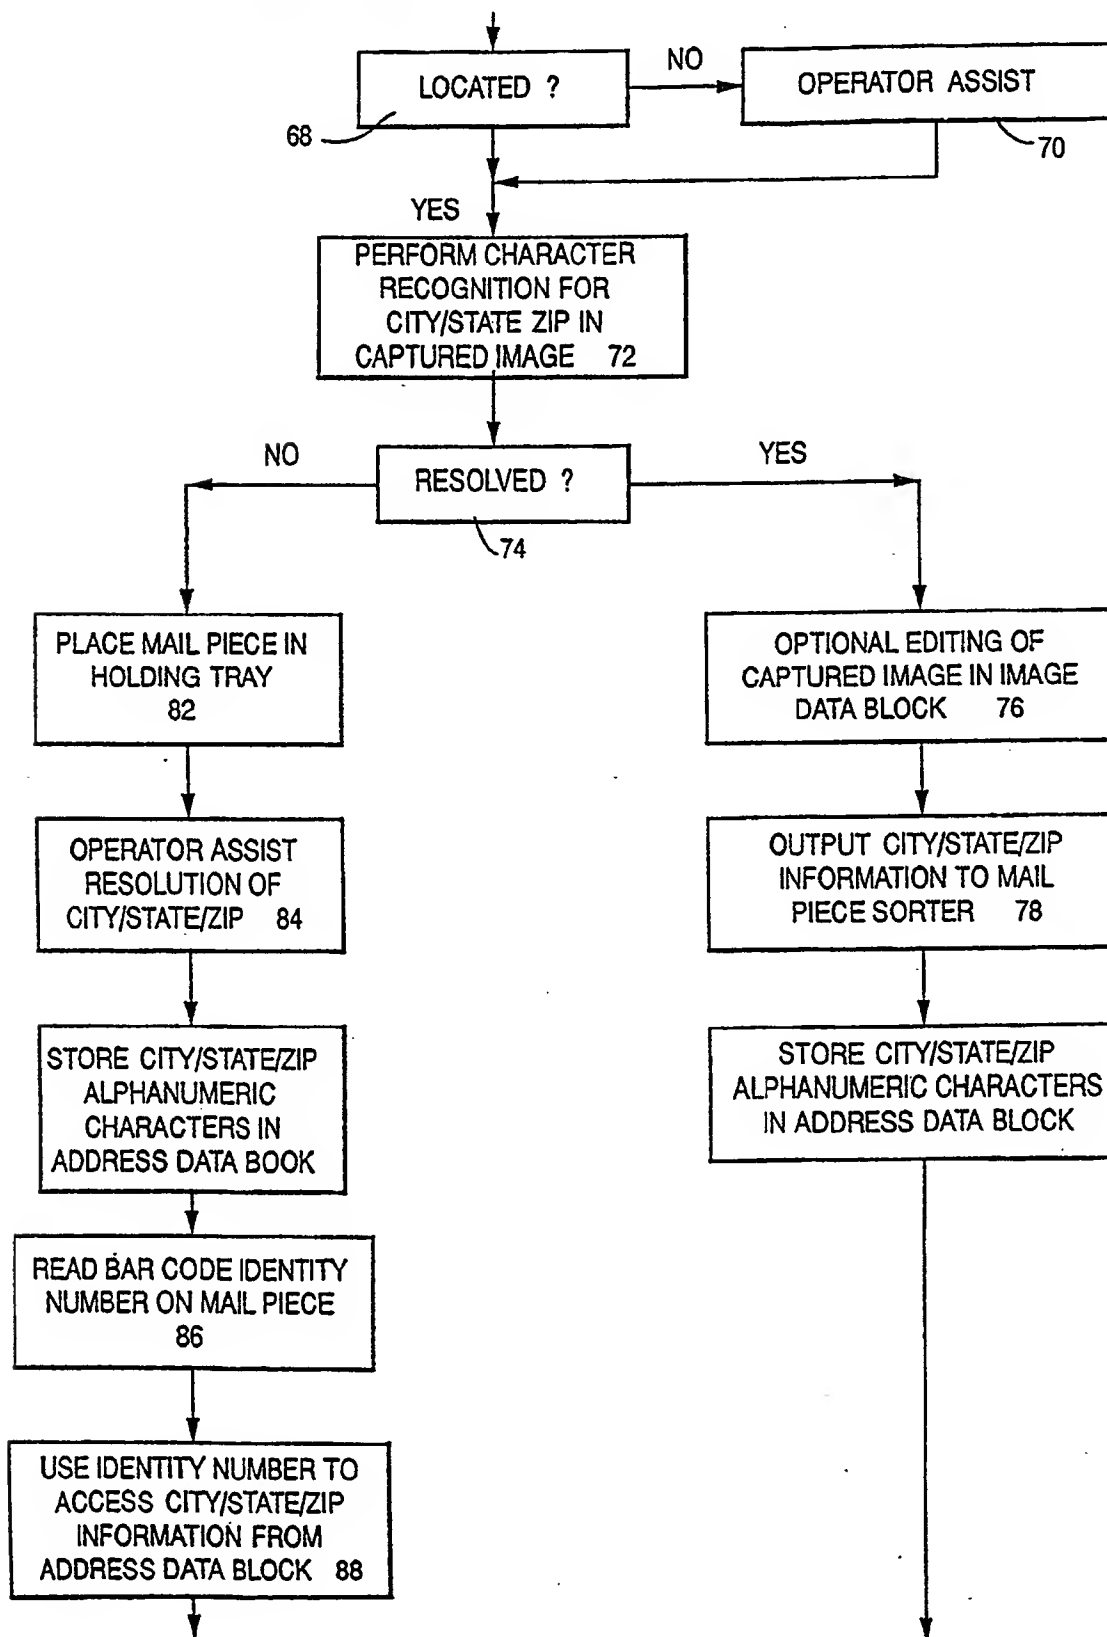 LOCATED ?
NO
OPERATOR ASSIST
68
70
YES
PERFORM CHARACTER
RECOGNITION FOR
CITY/STATE ZIP IN
CAPTURED IMAGE 72
NO
RESOLVED ?
YES
74
PLACE MAIL PIECE IN
HOLDING TRAY
82
OPTIONAL EDITING OF
CAPTURED IMAGE IN IMAGE
DATA BLOCK 76
OPERATOR ASSIST
RESOLUTION OF
CITY/STATE/ZIP 84
OUTPUT CITY/STATE/ZIP
INFORMATION TO MAIL
PIECE SORTER 78
STORE CITY/STATE/ZIP
ALPHANUMERIC
CHARACTERS IN
ADDRESS DATA BOOK
STORE CITY/STATE/ZIP
ALPHANUMERIC CHARACTERS
IN ADDRESS DATA BLOCK
READ BAR CODE IDENTITY
NUMBER ON MAIL PIECE
86
USE IDENTITY NUMBER TO
ACCESS CITY/STATE/ZIP
INFORMATION FROM
ADDRESS DATA BLOCK 88